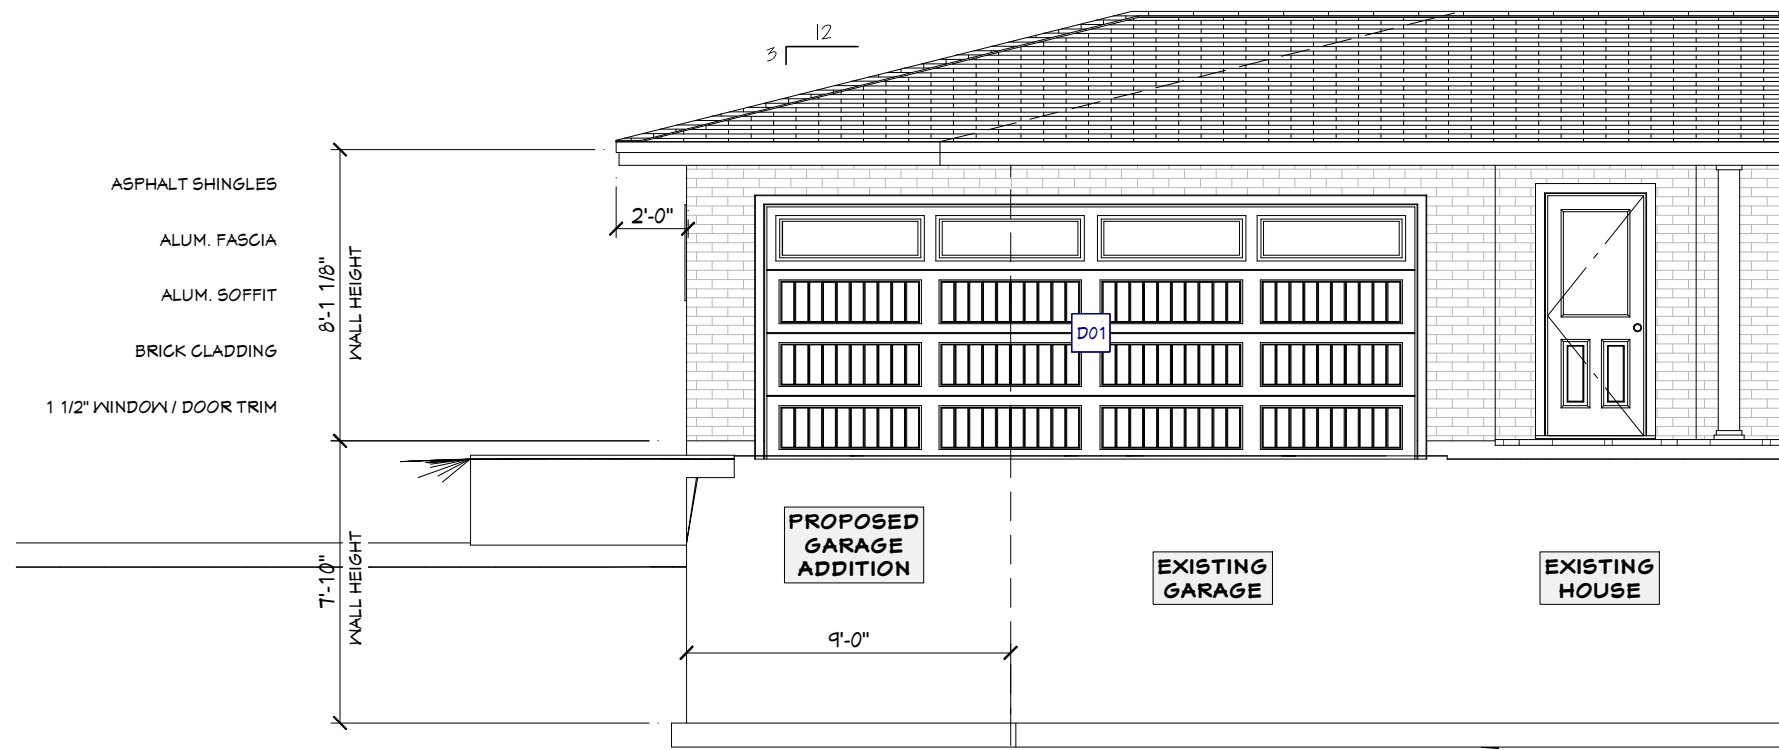 12
3
ASPHALT SHINGLES
ALUM. FASCIA
ALUM. SOFFIT
BRICK CLADDING
1 1/2" WINDOW / DOOR TRIM
8'-1 1/8"
WALL HEIGHT
2'-0"
D01
7'-10"
WALL HEIGHT
PROPOSED
GARAGE
ADDITION
EXISTING
GARAGE
EXISTING
HOUSE
9'-0"